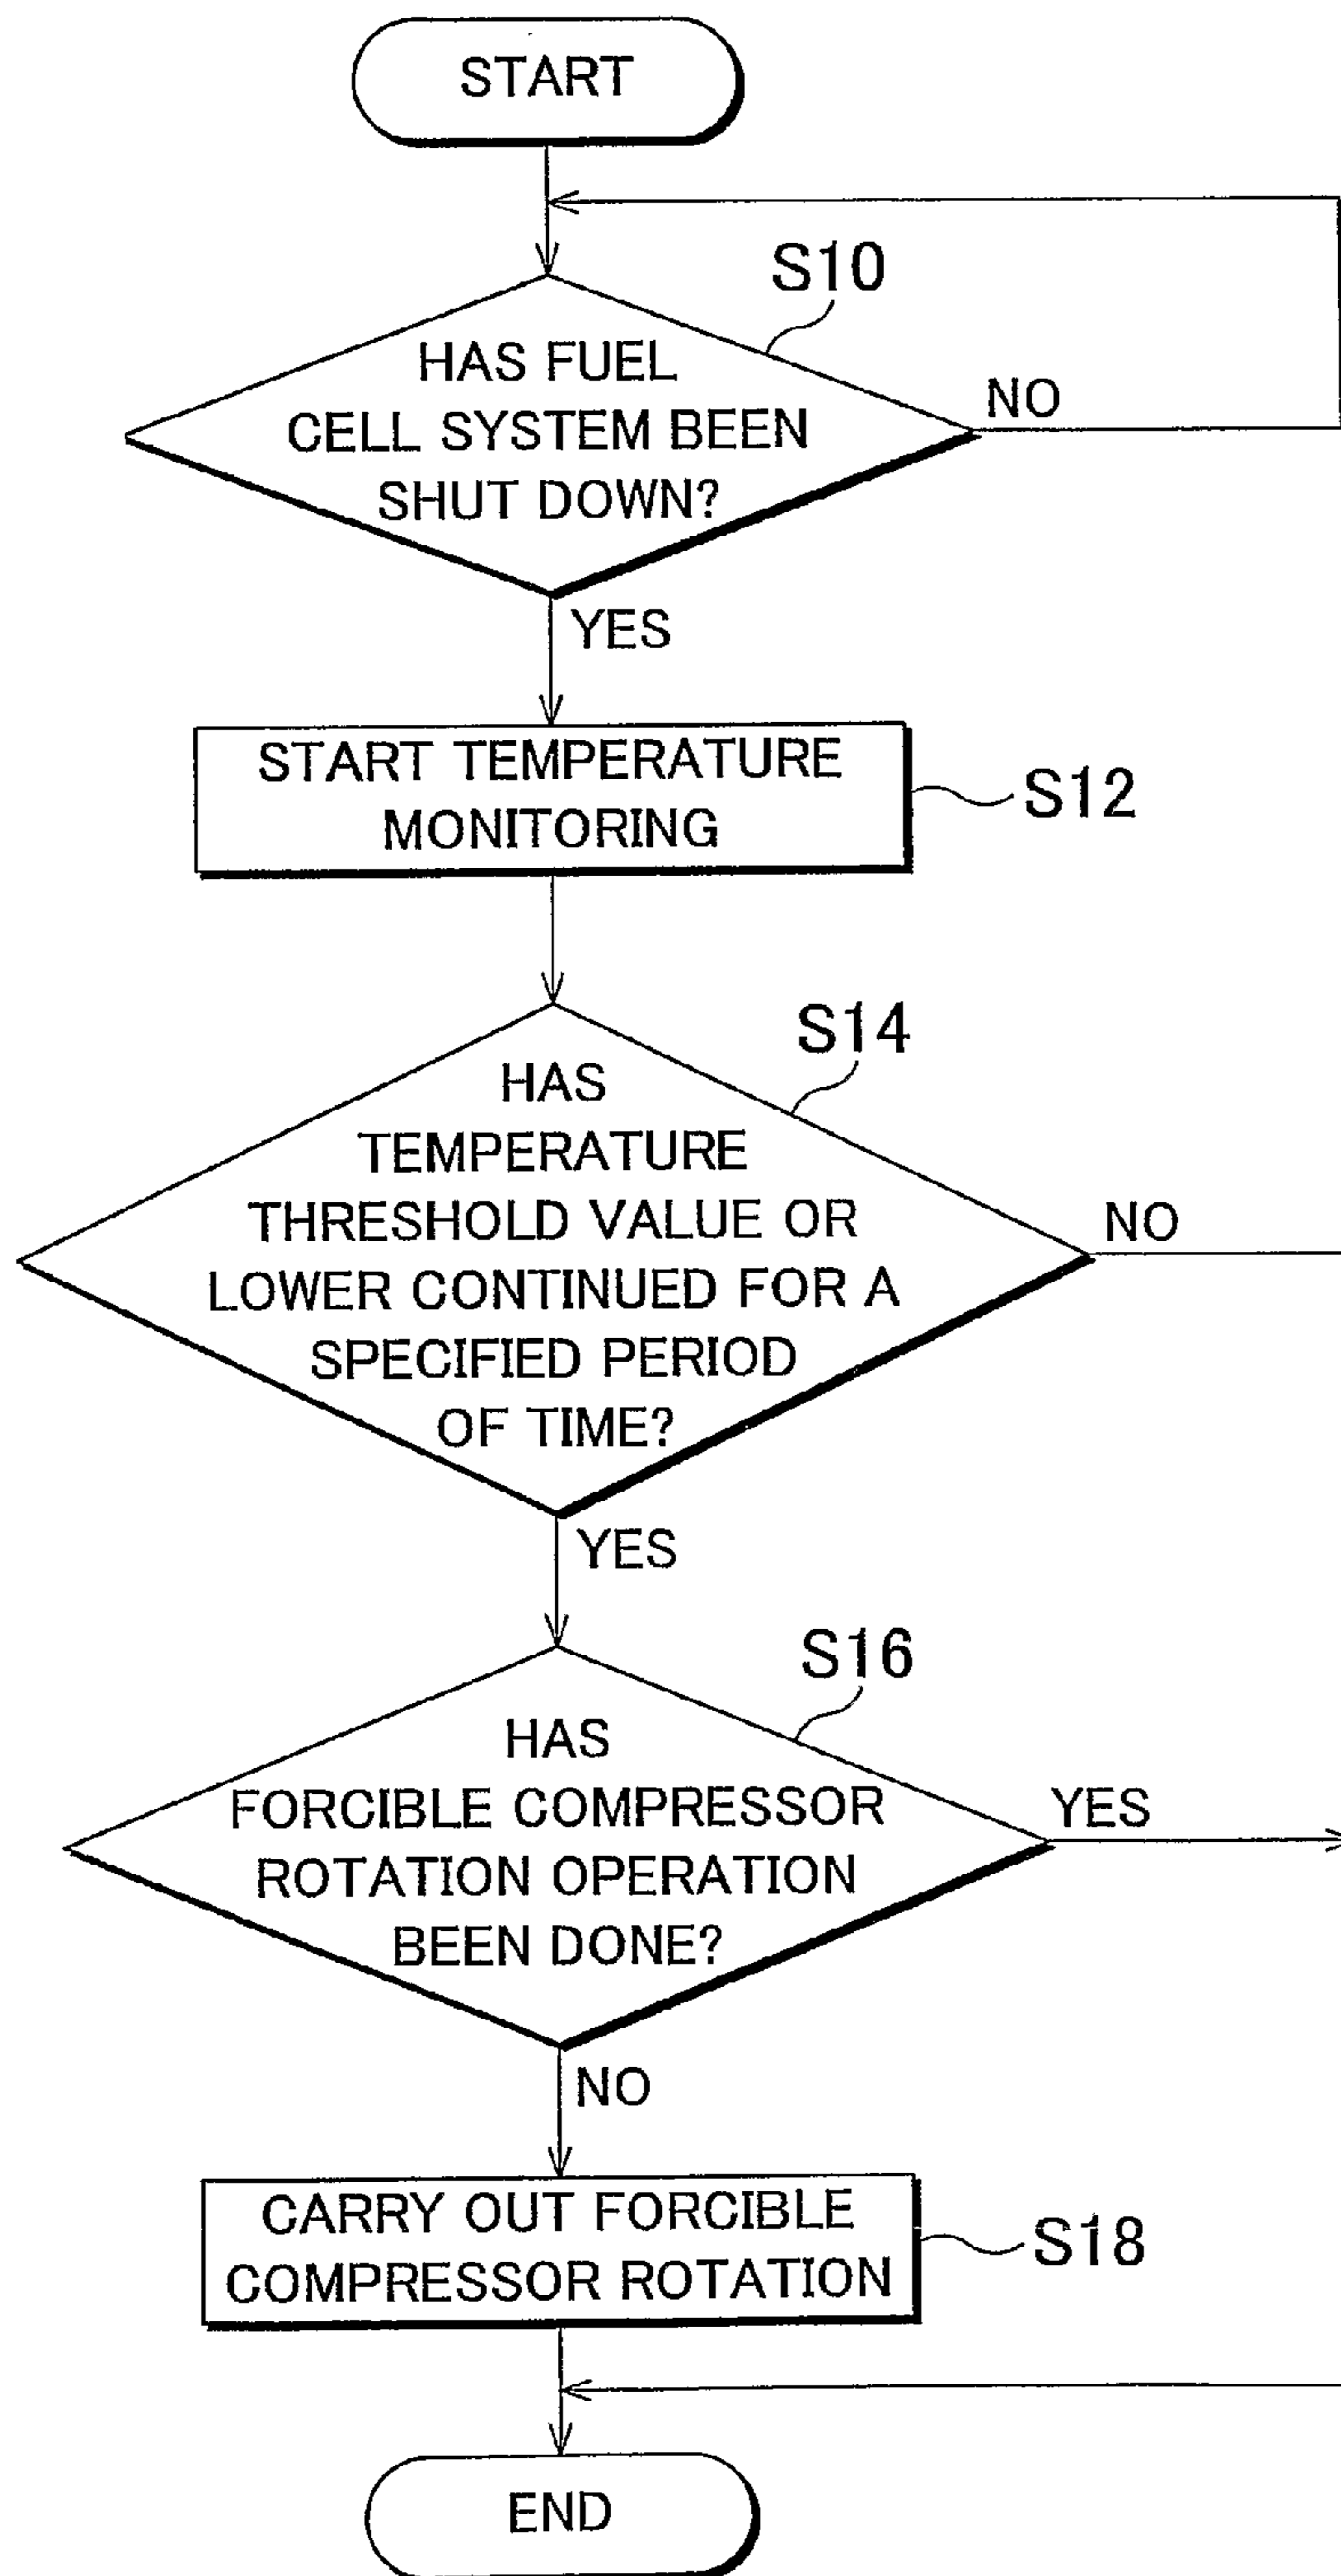 START
S10
HAS FUEL
CELL SYSTEM BEEN
SHUT DOWN?
NO
YES
START TEMPERATURE
MONITORING
S12
S14
HAS
TEMPERATURE
THRESHOLD VALUE OR
LOWER CONTINUED FOR A
SPECIFIED PERIOD
OF TIME?
NO
YES
S16
HAS
FORCIBLE COMPRESSOR
ROTATION OPERATION
BEEN DONE?
YES
NO
CARRY OUT FORCIBLE
COMPRESSOR ROTATION
S18
END